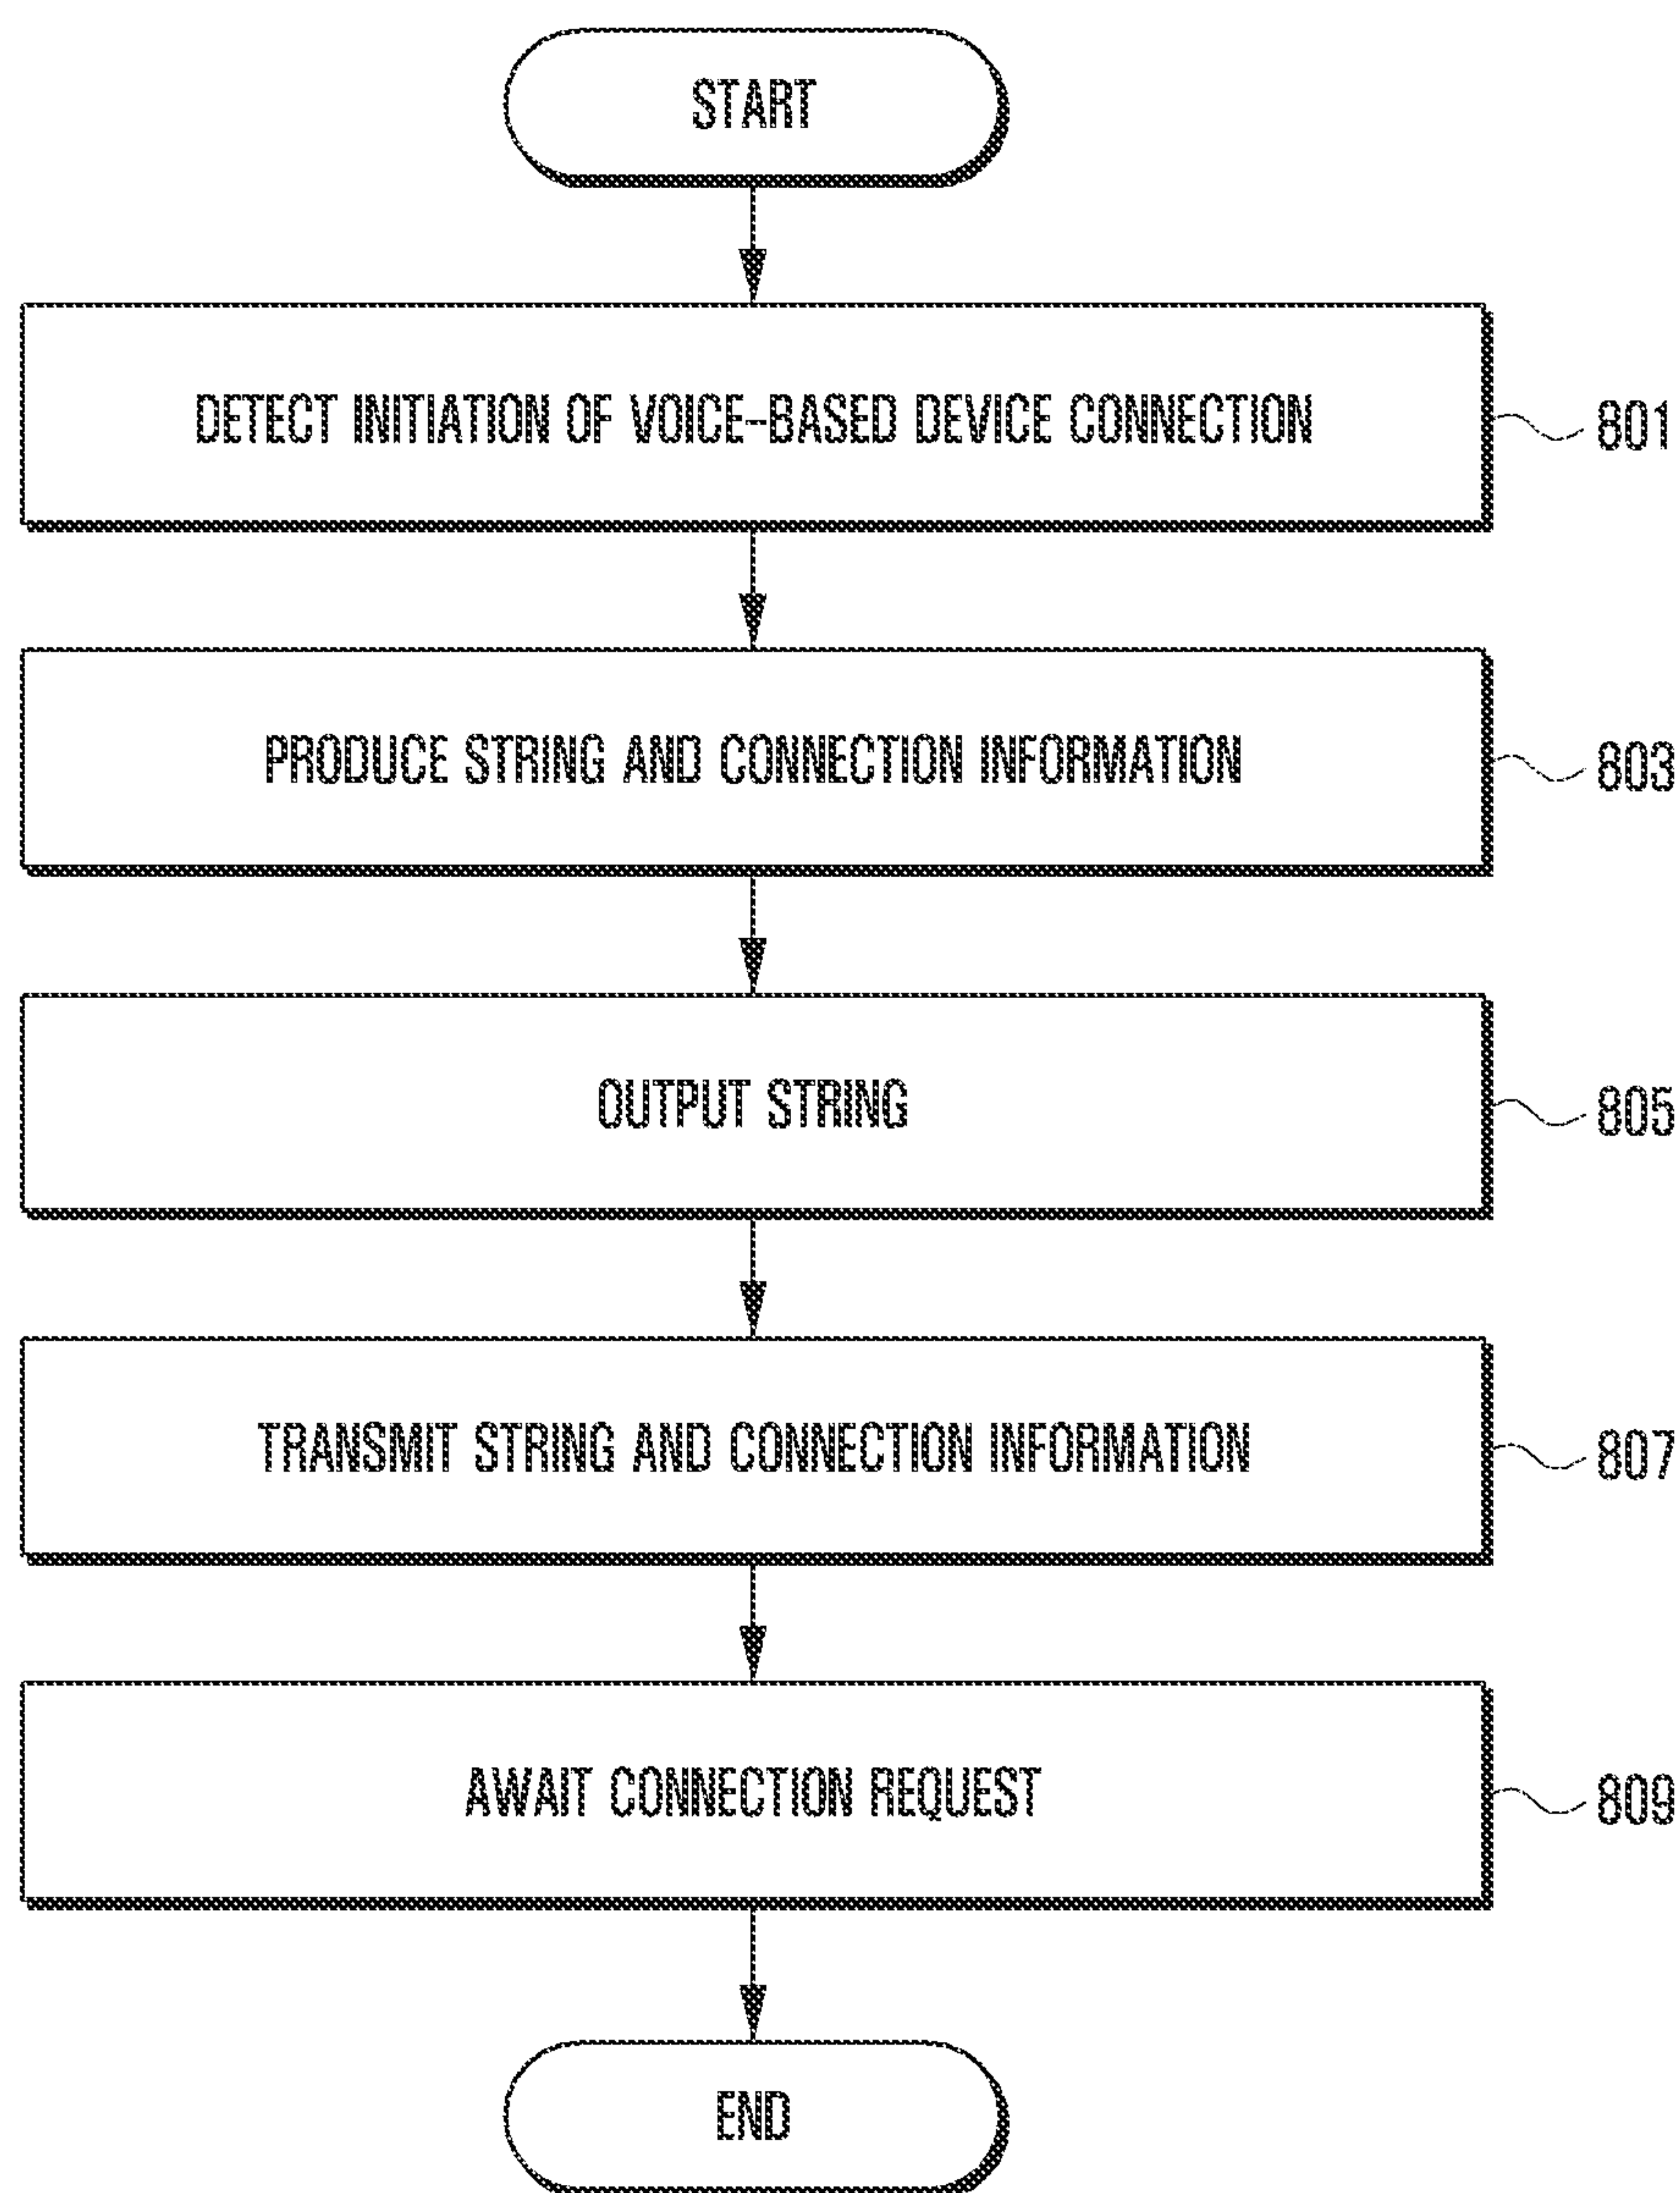 START
DETECT INITIATION OF VOICE-BASED DEVICE CONNECTION
801
PRODUCE STRING AND CONNECTION INFORMATION
803
OUTPUT STRING
805
TRANSMIT STRING AND CONNECTION INFORMATION
807
AWAIT CONNECTION REQUEST
809
END